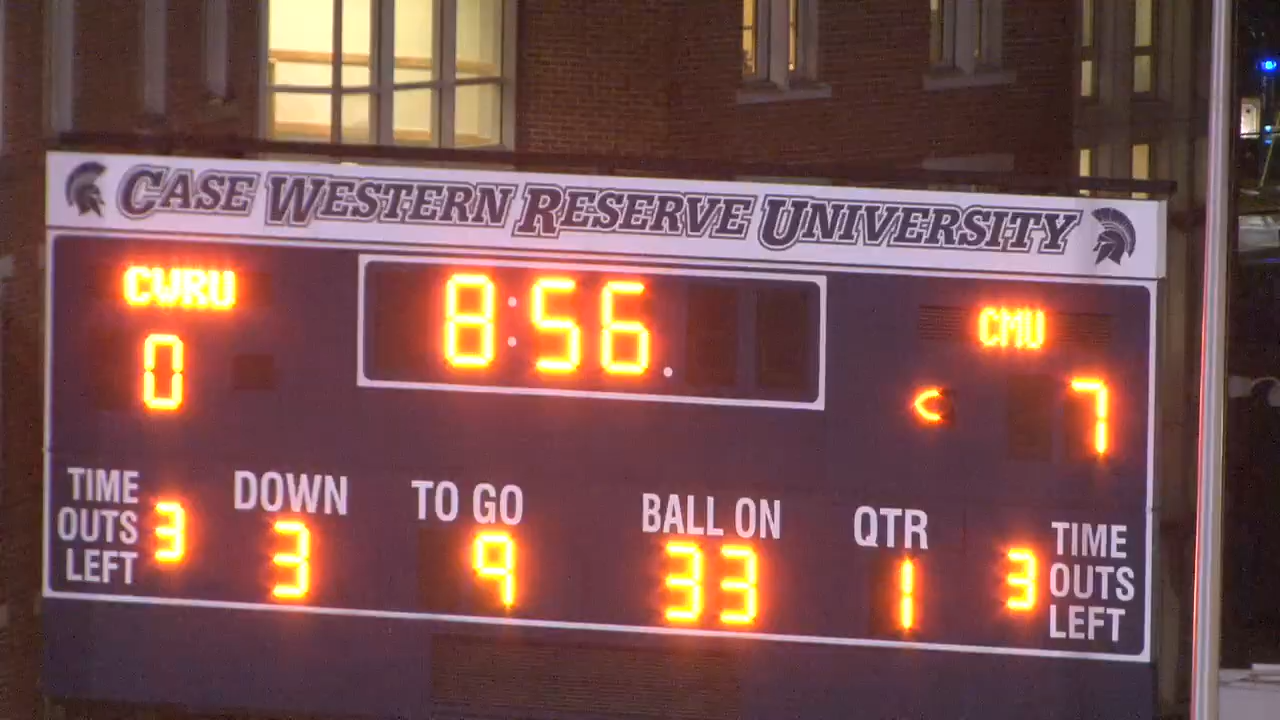 CASE WESTERN RESERVE UNIVERSITY
CWRU 8:56. CMU
0 < 7
TIME OUTS LEFT 3
DOWN 3
TO GO 9
BALL ON 33
QTR 1
3 TIME OUTS LEFT